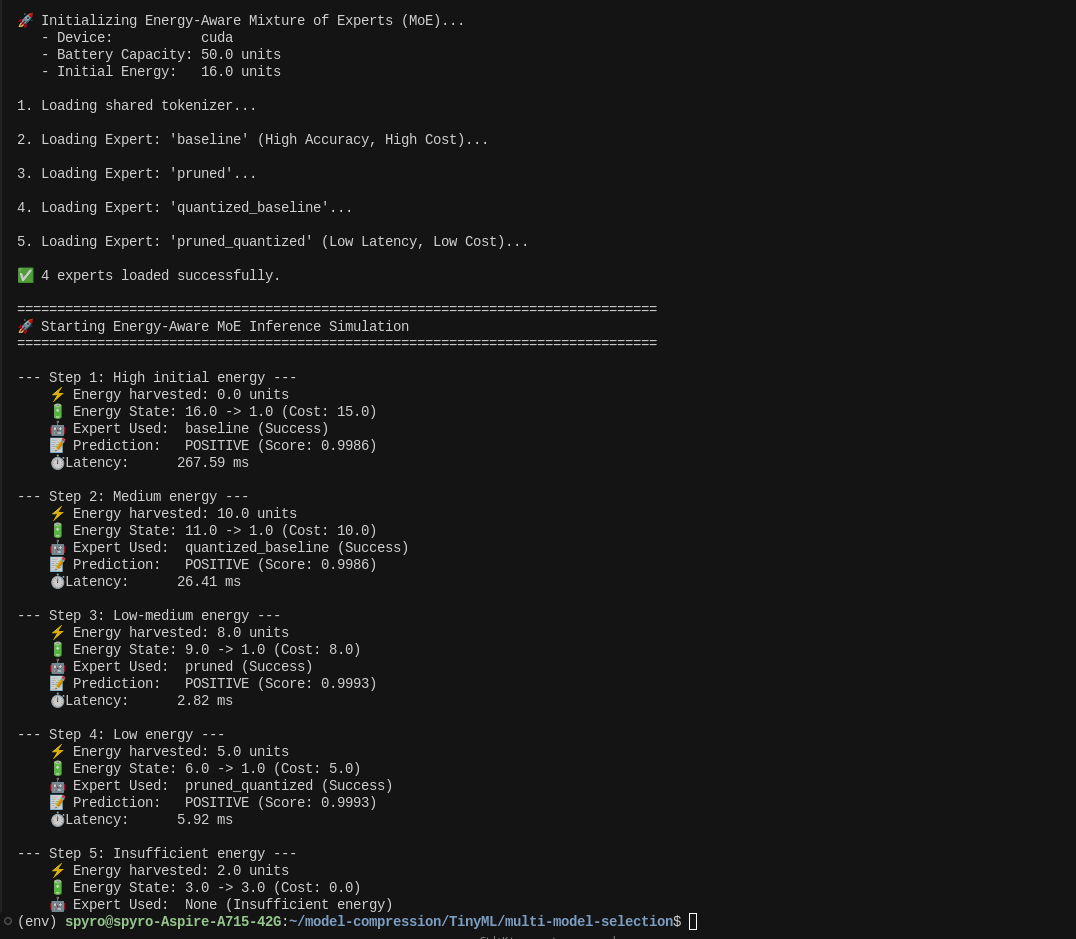 🚀 Initializing Energy-Aware Mixture of Experts (MoE)...
- Device: cuda
- Battery Capacity: 50.0 units
- Initial Energy: 16.0 units
1. Loading shared tokenizer...
2. Loading Expert: 'baseline' (High Accuracy, High Cost)...
3. Loading Expert: 'pruned'...
4. Loading Expert: 'quantized_baseline'...
5. Loading Expert: 'pruned_quantized' (Low Latency, Low Cost)...
✅ 4 experts loaded successfully.
================================================================================
🚀 Starting Energy-Aware MoE Inference Simulation
================================================================================
--- Step 1: High initial energy ---
⚡ Energy harvested: 0.0 units
🔋 Energy State: 16.0 -> 1.0 (Cost: 15.0)
🤖 Expert Used: baseline (Success)
📝 Prediction: POSITIVE (Score: 0.9986)
⏱️Latency: 267.59 ms
--- Step 2: Medium energy ---
⚡ Energy harvested: 10.0 units
🔋 Energy State: 11.0 -> 1.0 (Cost: 10.0)
🤖 Expert Used: quantized_baseline (Success)
📝 Prediction: POSITIVE (Score: 0.9986)
⏱️Latency: 26.41 ms
--- Step 3: Low-medium energy ---
⚡ Energy harvested: 8.0 units
🔋 Energy State: 9.0 -> 1.0 (Cost: 8.0)
🤖 Expert Used: pruned (Success)
📝 Prediction: POSITIVE (Score: 0.9993)
⏱️Latency: 2.82 ms
--- Step 4: Low energy ---
⚡ Energy harvested: 5.0 units
🔋 Energy State: 6.0 -> 1.0 (Cost: 5.0)
🤖 Expert Used: pruned_quantized (Success)
📝 Prediction: POSITIVE (Score: 0.9993)
⏱️Latency: 5.92 ms
--- Step 5: Insufficient energy ---
⚡ Energy harvested: 2.0 units
🔋 Energy State: 3.0 -> 3.0 (Cost: 0.0)
🤖 Expert Used: None (Insufficient energy)
(env) spyro@spyro-Aspire-A715-42G:~/model-compression/TinyML/multi-model-selection$